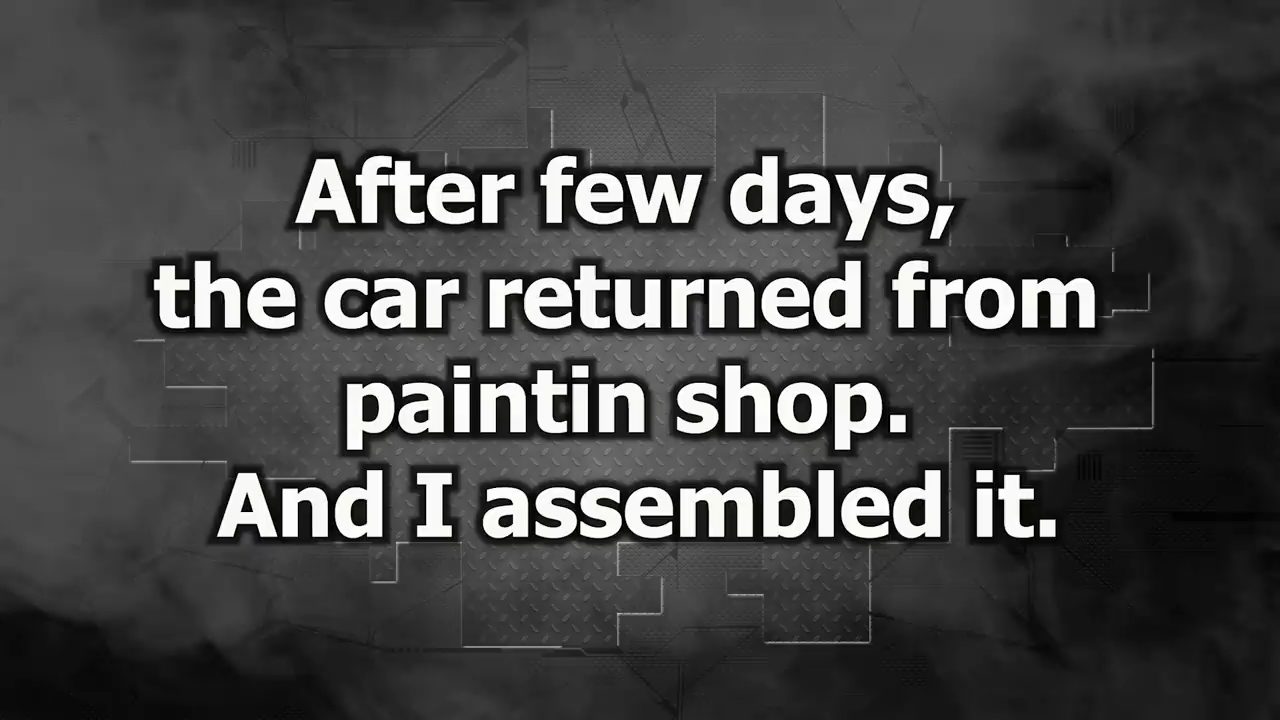 After few days,
the car returned from
paintin shop.
And I assembled it.